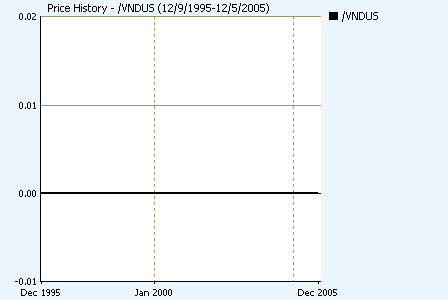 Price History - /VNDUS (12/9/1995-12/5/2005)
/VNDUS
0.02
0.01
0.00
-0.01
Dec 1995 Jan 2000 Dec 2005